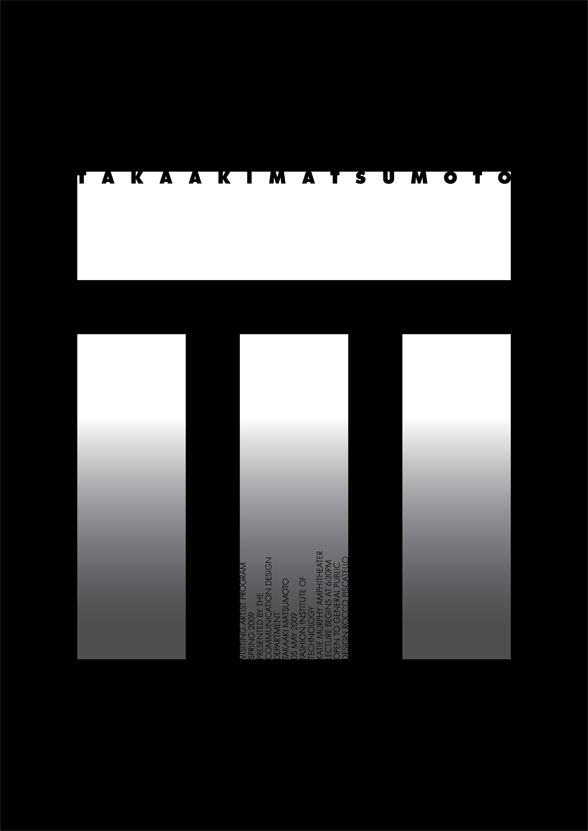 TAKAAKIMATSUMOTO
VISITING ARTIST PROGRAM
SPRING 2009
PRESENTED BY THE
COMMUNICATION DESIGN
DEPARTMENT
TAKAAKI MATSUMOTO
05 MAY 2009
FASHION INSTITUTE OF
TECHNOLOGY
KATIE MURPHY AMPHITHEATER
LECTURE BEGINS AT 6:30PM
OPEN TO GENERAL PUBLIC
DESIGN ROCCO PISCATELLO